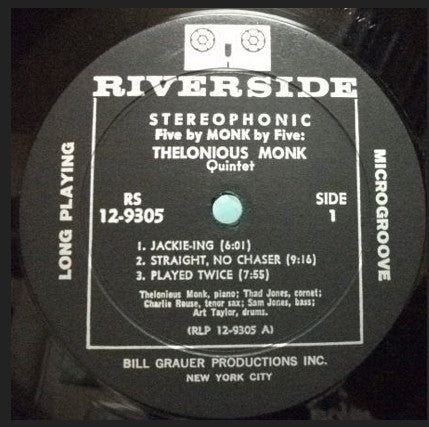 RIVERSIDE
STEREOPHONIC
Five by MONK by Five:
THELONIOUS MONK
Quintet
LONG PLAYING
RS
12-9305
SIDE
1
MICROGROOVE
1. JACKIE-ING (6:01)
2. STRAIGHT, NO CHASER (9:16)
3. PLAYED TWICE (7:55)
Thelonious Monk, piano; Thad Jones, cornet;
Charlie Rouse, tenor sax; Sam Jones, bass;
Art Taylor, drums.
(RLP 12-9305 A)
BILL GRAUER PRODUCTIONS INC.
NEW YORK CITY